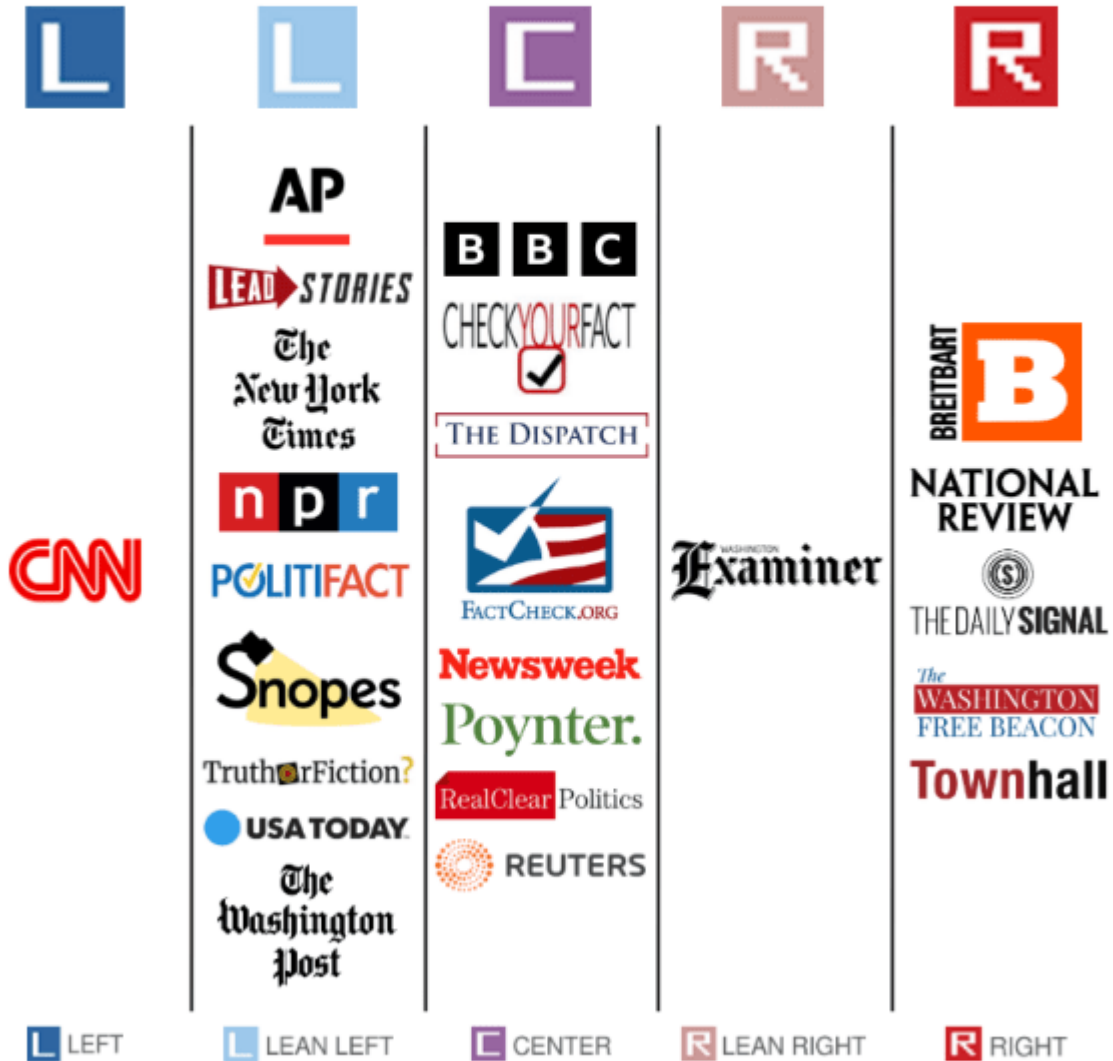 L
L
C
R
R
CNN
AP
LEAD STORIES
The
New York
Times
npr
POLITIFACT
Snopes
TruthorFiction?
USA TODAY
The
Washington
Post
BBC
CHECKYOURFACT
THE DISPATCH
FACTCHECK.ORG
Newsweek
Poynter.
RealClear Politics
REUTERS
WASHINGTON
Examiner
BREITBART
B
NATIONAL
REVIEW
S
THE DAILY SIGNAL
The
WASHINGTON
FREE BEACON
Townhall
L LEFT
L LEAN LEFT
C CENTER
R LEAN RIGHT
R RIGHT